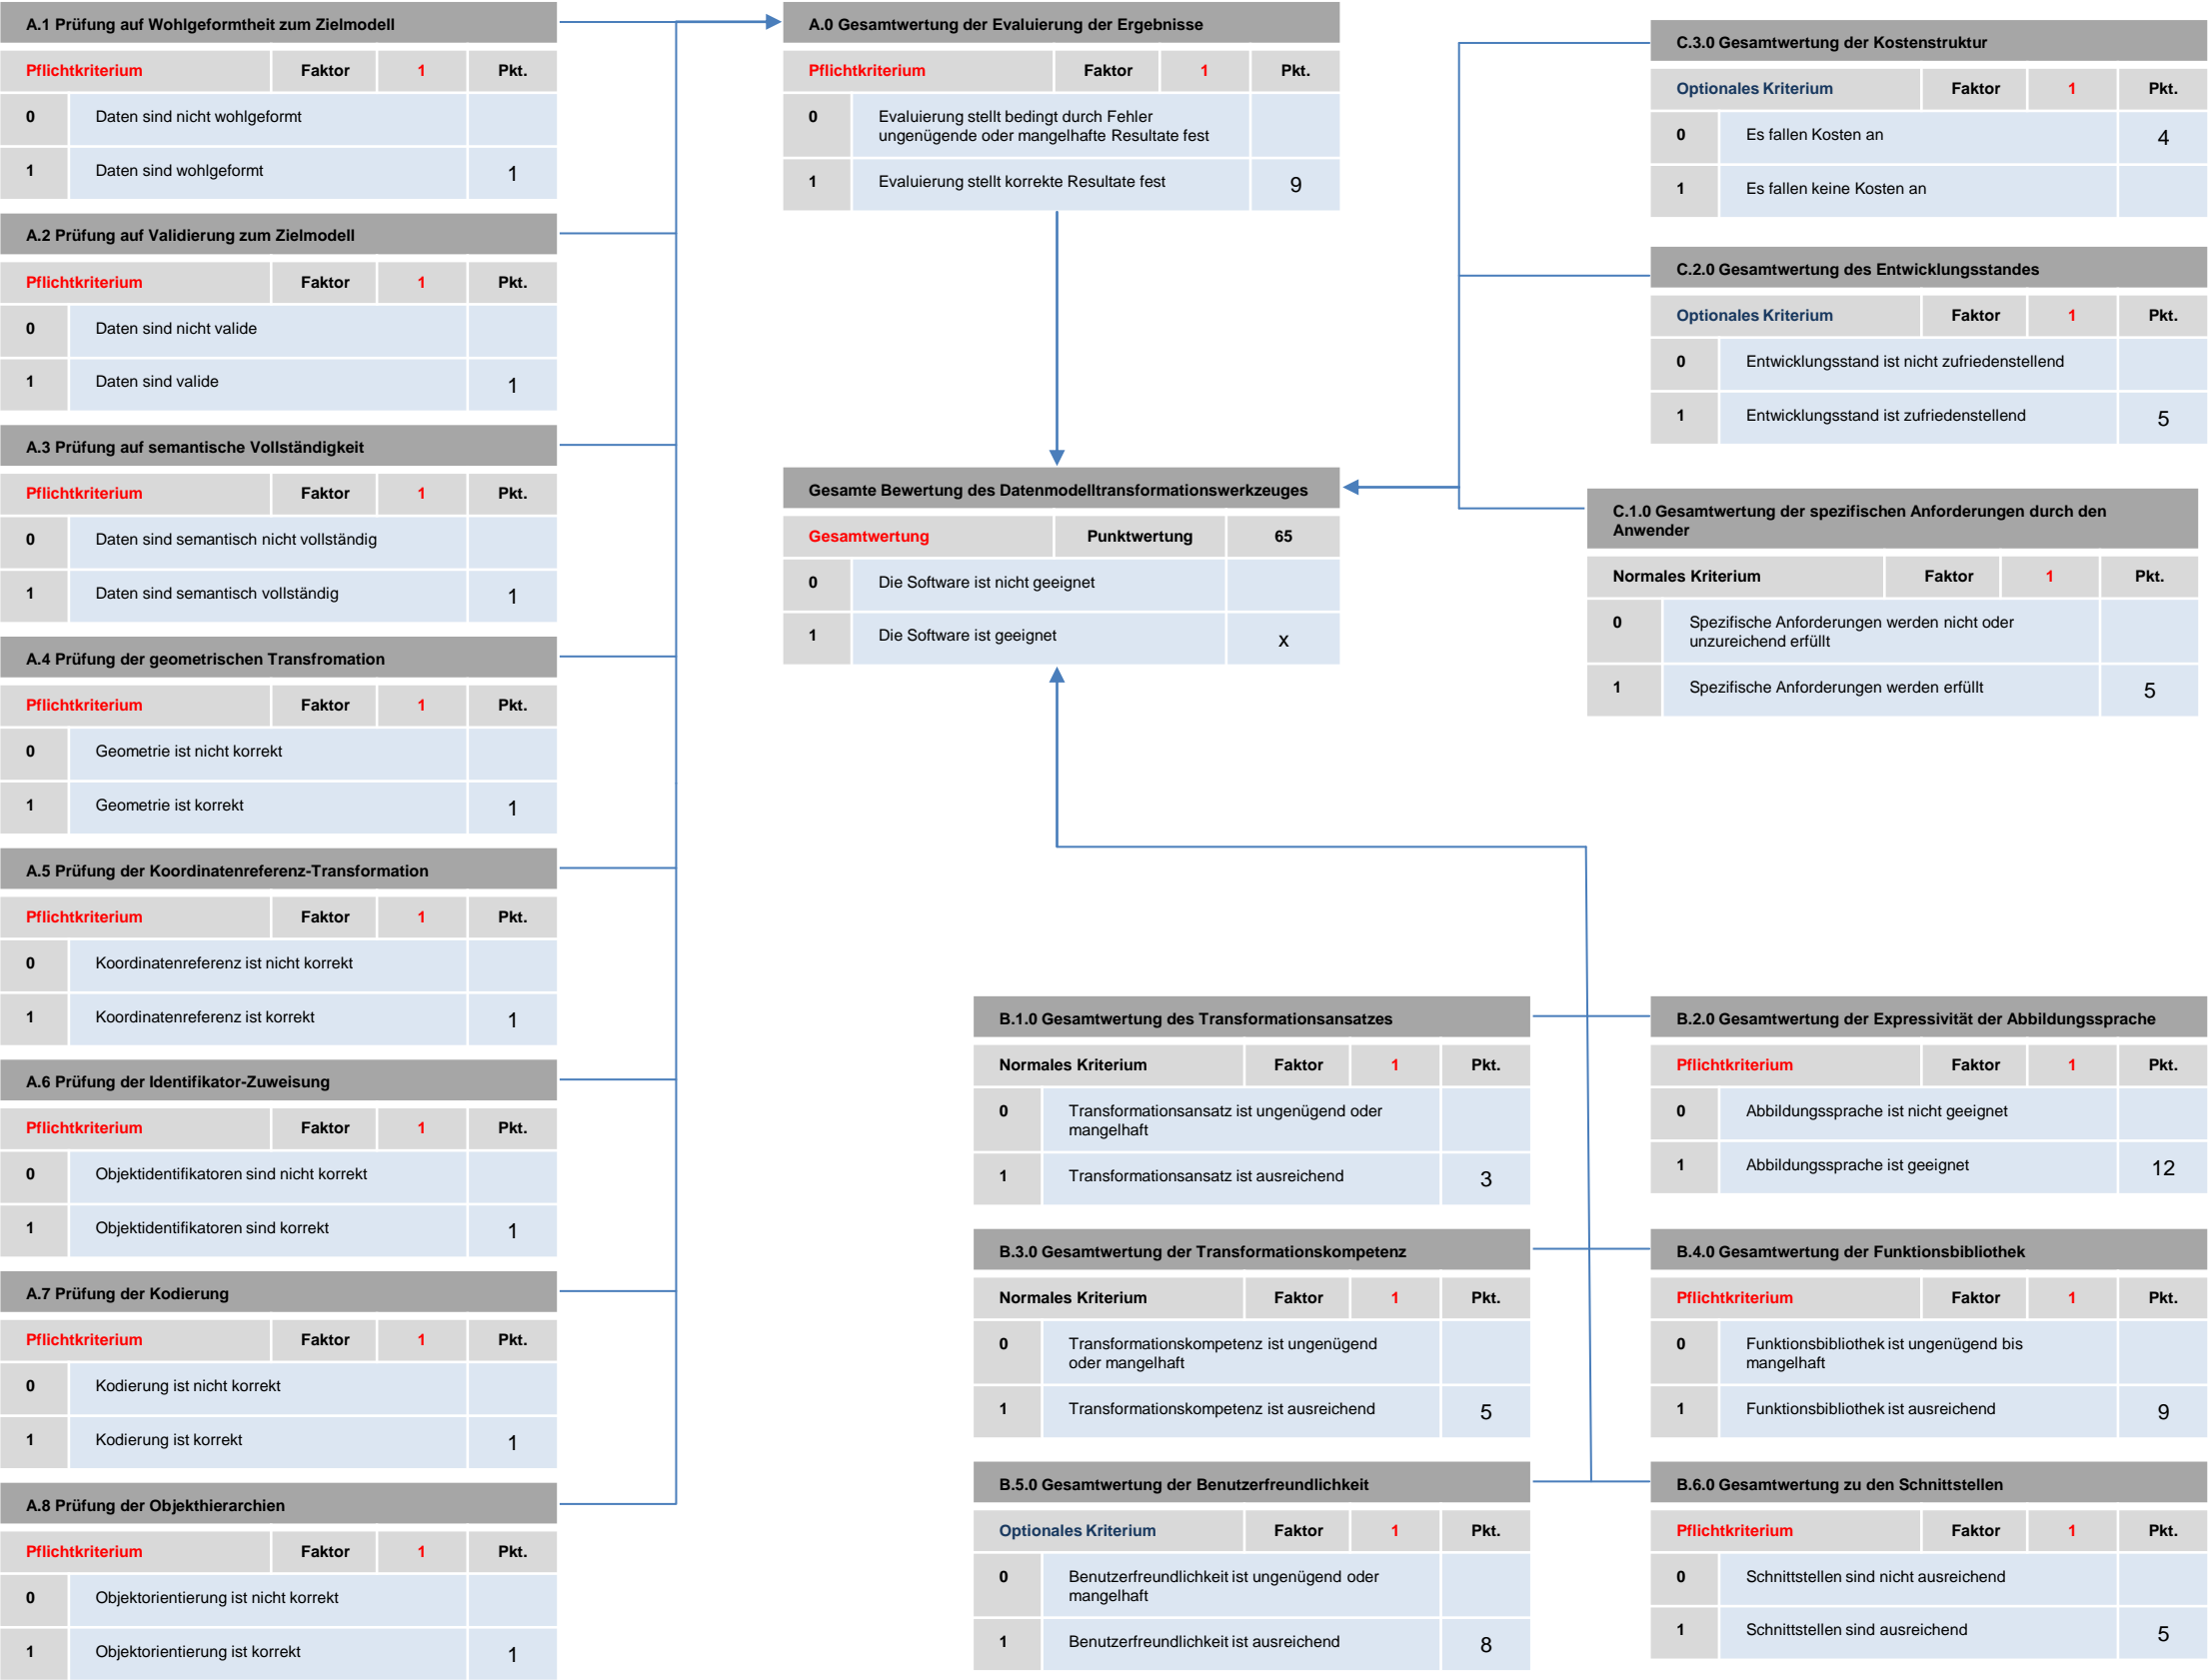 A.1 Prüfung auf Wohlgeformtheit zum Zielmodell
Pflichtkriterium Faktor 1 Pkt.
0 Daten sind nicht wohlgeformt
1 Daten sind wohlgeformt 1
A.2 Prüfung auf Validierung zum Zielmodell
Pflichtkriterium Faktor 1 Pkt.
0 Daten sind nicht valide
1 Daten sind valide 1
A.3 Prüfung auf semantische Vollständigkeit
Pflichtkriterium Faktor 1 Pkt.
0 Daten sind semantisch nicht vollständig
1 Daten sind semantisch vollständig 1
A.4 Prüfung der geometrischen Transfromation
Pflichtkriterium Faktor 1 Pkt.
0 Geometrie ist nicht korrekt
1 Geometrie ist korrekt 1
A.5 Prüfung der Koordinatenreferenz-Transformation
Pflichtkriterium Faktor 1 Pkt.
0 Koordinatenreferenz ist nicht korrekt
1 Koordinatenreferenz ist korrekt 1
A.6 Prüfung der Identifikator-Zuweisung
Pflichtkriterium Faktor 1 Pkt.
0 Objektidentifikatoren sind nicht korrekt
1 Objektidentifikatoren sind korrekt 1
A.7 Prüfung der Kodierung
Pflichtkriterium Faktor 1 Pkt.
0 Kodierung ist nicht korrekt
1 Kodierung ist korrekt 1
A.8 Prüfung der Objekthierarchien
Pflichtkriterium Faktor 1 Pkt.
0 Objektorientierung ist nicht korrekt
1 Objektorientierung ist korrekt 1
A.0 Gesamtwertung der Evaluierung der Ergebnisse
Pflichtkriterium Faktor 1 Pkt.
0 Evaluierung stellt bedingt durch Fehler
ungenügende oder mangelhafte Resultate fest
1 Evaluierung stellt korrekte Resultate fest 9
Gesamte Bewertung des Datenmodelltransformationswerkzeuges
Gesamtwertung Punktwertung 65
0 Die Software ist nicht geeignet
1 Die Software ist geeignet x
C.3.0 Gesamtwertung der Kostenstruktur
Optionales Kriterium Faktor 1 Pkt.
0 Es fallen Kosten an 4
1 Es fallen keine Kosten an
C.2.0 Gesamtwertung des Entwicklungsstandes
Optionales Kriterium Faktor 1 Pkt.
0 Entwicklungsstand ist nicht zufriedenstellend
1 Entwicklungsstand ist zufriedenstellend 5
C.1.0 Gesamtwertung der spezifischen Anforderungen durch den
Anwender
Normales Kriterium Faktor 1 Pkt.
0 Spezifische Anforderungen werden nicht oder
unzureichend erfüllt
1 Spezifische Anforderungen werden erfüllt 5
B.1.0 Gesamtwertung des Transformationsansatzes
Normales Kriterium Faktor 1 Pkt.
0 Transformationsansatz ist ungenügend oder
mangelhaft
1 Transformationsansatz ist ausreichend 3
B.2.0 Gesamtwertung der Expressivität der Abbildungssprache
Pflichtkriterium Faktor 1 Pkt.
0 Abbildungssprache ist nicht geeignet
1 Abbildungssprache ist geeignet 12
B.3.0 Gesamtwertung der Transformationskompetenz
Normales Kriterium Faktor 1 Pkt.
0 Transformationskompetenz ist ungenügend
oder mangelhaft
1 Transformationskompetenz ist ausreichend 5
B.4.0 Gesamtwertung der Funktionsbibliothek
Pflichtkriterium Faktor 1 Pkt.
0 Funktionsbibliothek ist ungenügend bis
mangelhaft
1 Funktionsbibliothek ist ausreichend 9
B.5.0 Gesamtwertung der Benutzerfreundlichkeit
Optionales Kriterium Faktor 1 Pkt.
0 Benutzerfreundlichkeit ist ungenügend oder
mangelhaft
1 Benutzerfreundlichkeit ist ausreichend 8
B.6.0 Gesamtwertung zu den Schnittstellen
Pflichtkriterium Faktor 1 Pkt.
0 Schnittstellen sind nicht ausreichend
1 Schnittstellen sind ausreichend 5